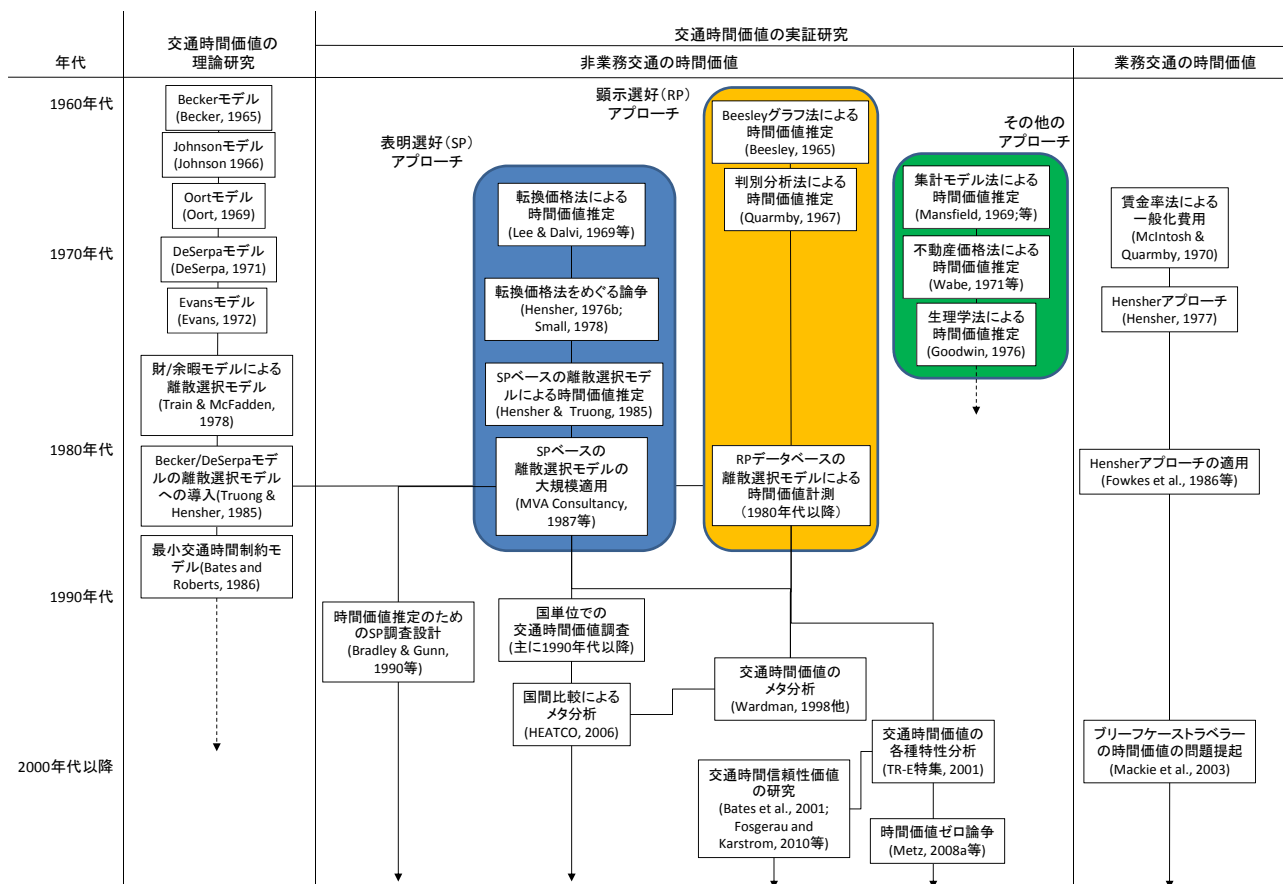 交通時間価値の
理論研究
交通時間価値の実証研究
年代
非業務交通の時間価値
業務交通の時間価値
1960年代
1970年代
1980年代
1990年代
2000年代以降
Beckerモデル
(Becker, 1965)
Johnsonモデル
(Johnson 1966)
Oortモデル
(Oort, 1969)
DeSerpaモデル
(DeSerpa, 1971)
Evansモデル
(Evans, 1972)
財/余暇モデルによる
離散選択モデル
(Train & McFadden,
1978)
Becker/DeSerpaモデ
ルの離散選択モデル
への導入(Truong &
Hensher, 1985)
最小交通時間制約モ
デル(Bates and
Roberts, 1986)
表明選好(SP)
アプローチ
転換価格法による
時間価値推定
(Lee & Dalvi, 1969等)
転換価格法をめぐる論争
(Hensher, 1976b;
Small, 1978)
SPベースの離散選択モデ
ルによる時間価値推定
(Hensher & Truong, 1985)
SPベースの
離散選択モデルの
大規模適用
(MVA Consultancy,
1987等)
顕示選好(RP)
アプローチ
Beesleyグラフ法による
時間価値推定
(Beesley, 1965)
判別分析法による
時間価値推定
(Quarmby, 1967)
RPデータベースの
離散選択モデルによる
時間価値計測
(1980年代以降)
その他の
アプローチ
集計モデル法による
時間価値推定
(Mansfield, 1969;等)
不動産価格法による
時間価値推定
(Wabe, 1971等)
生理学法による
時間価値推定
(Goodwin, 1976)
時間価値推定のため
のSP調査設計
(Bradley & Gunn,
1990等)
国単位での
交通時間価値調査
(主に1990年代以降)
国間比較による
メタ分析
(HEATCO, 2006)
交通時間価値の
メタ分析
(Wardman, 1998他)
交通時間価値の
各種特性分析
(TR-E特集, 2001)
交通時間信頼性価値
の研究
(Bates et al., 2001;
Fosgerau and
Karstrom, 2010等)
時間価値ゼロ論争
(Metz, 2008a等)
賃金率法による
一般化費用
(McIntosh &
Quarmby, 1970)
Hensherアプローチ
(Hensher, 1977)
Hensherアプローチの適用
(Fowkes et al., 1986等)
ブリーフケーストラベラー
の時間価値の問題提起
(Mackie et al., 2003)